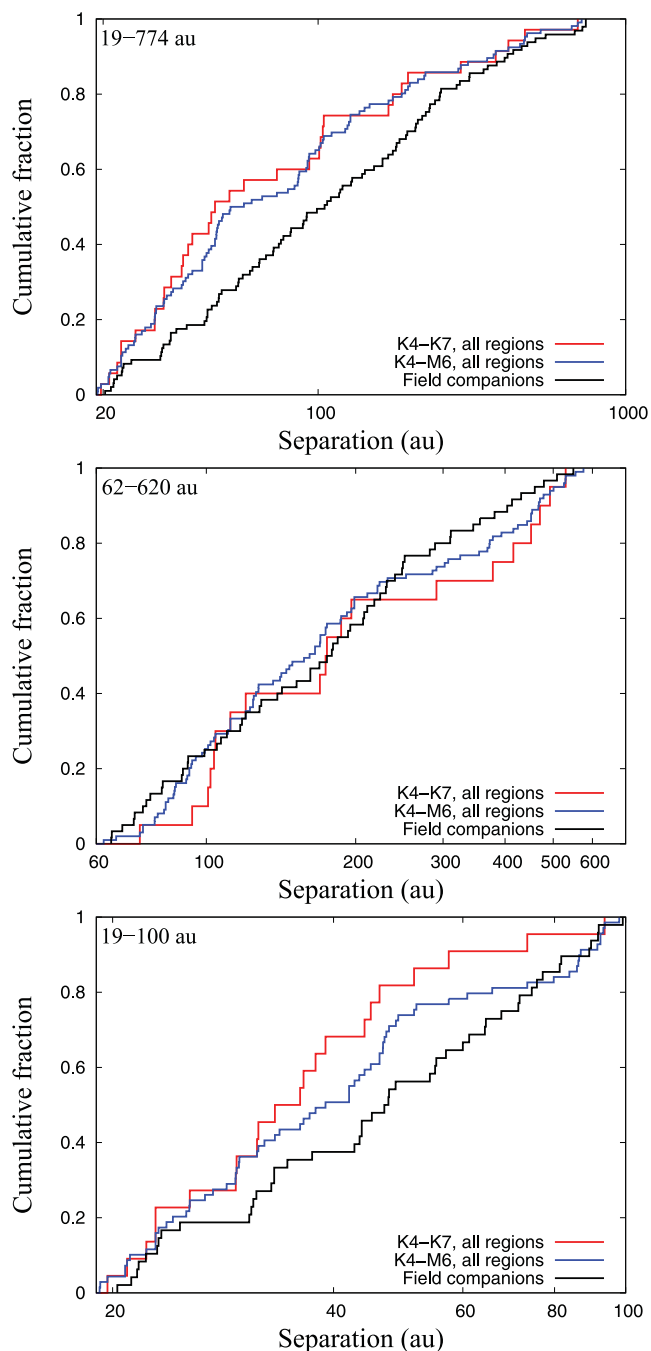 19–774 au
Cumulative fraction
1
0.8
0.6
0.4
0.2
0
K4–K7, all regions
K4–M6, all regions
Field companions
20 100 1000
Separation (au)
62–620 au
Cumulative fraction
1
0.8
0.6
0.4
0.2
0
K4–K7, all regions
K4–M6, all regions
Field companions
60 100 200 300 400 500 600
Separation (au)
19–100 au
Cumulative fraction
1
0.8
0.6
0.4
0.2
0
K4–K7, all regions
K4–M6, all regions
Field companions
20 40 60 80 100
Separation (au)